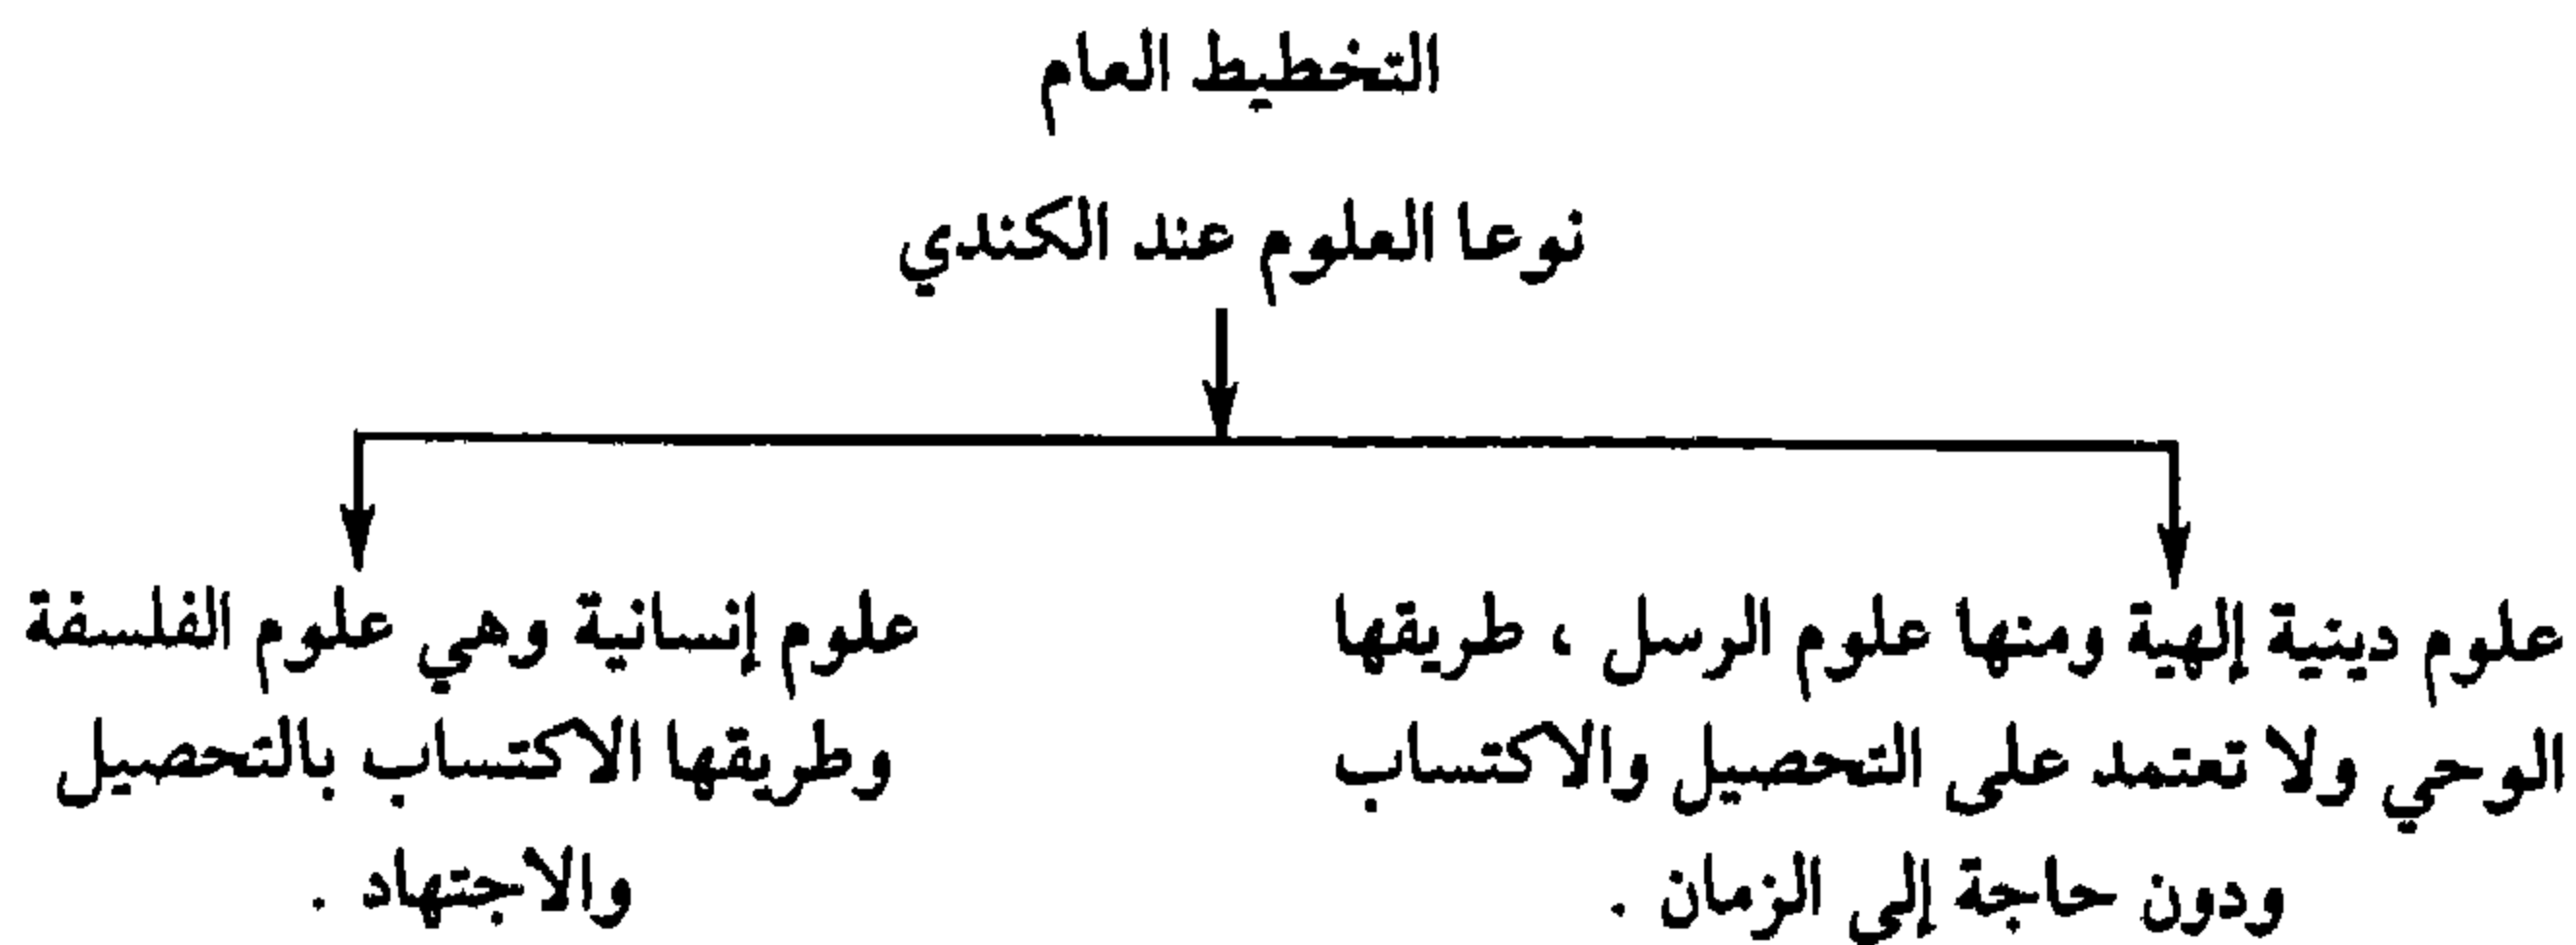 التخطيط العام
نوعا العلوم عند الكندي
علوم دينية إلهية ومنها علوم الرسل ، طريقها
الوحي ولا تعتمد على التحصيل والاكتساب
ودون حاجة إلى الزمان .
علوم إنسانية وهي علوم الفلسفة
وطريقها الاكتساب بالتحصيل
والاجتهاد .